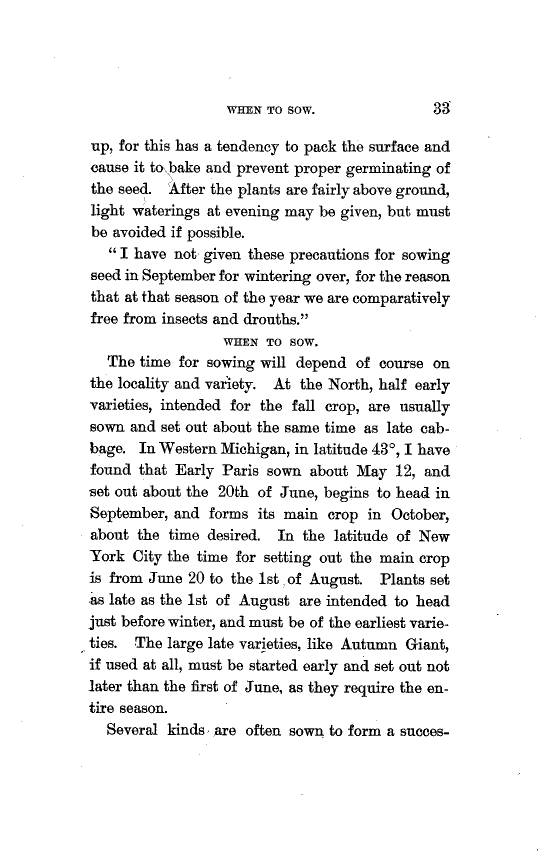 WHEN TO SOW. 33
up, for this has a tendency to pack the surface and
cause it to bake and prevent proper germinating of
the seed. After the plants are fairly above ground,
light waterings at evening may be given, but must
be avoided if possible.
"I have not given these precautions for sowing
seed in September for wintering over, for the reason
that at that season of the year we are comparatively
free from insects and drouths."
WHEN TO SOW.
The time for sowing will depend of course on
the locality and variety. At the North, half early
varieties, intended for the fall crop, are usually
sown and set out about the same time as late cab-
bage. In Western Michigan, in latitude 43°, I have
found that Early Paris sown about May 12, and
set out about the 20th of June, begins to head in
September, and forms its main crop in October,
about the time desired. In the latitude of New
York City the time for setting out the main crop
is from June 20 to the 1st of August. Plants set
as late as the 1st of August are intended to head
just before winter, and must be of the earliest varie-
ties. The large late varieties, like Autumn Giant,
if used at all, must be started early and set out not
later than the first of June, as they require the en-
tire season.
Several kinds are often sown to form a succes-